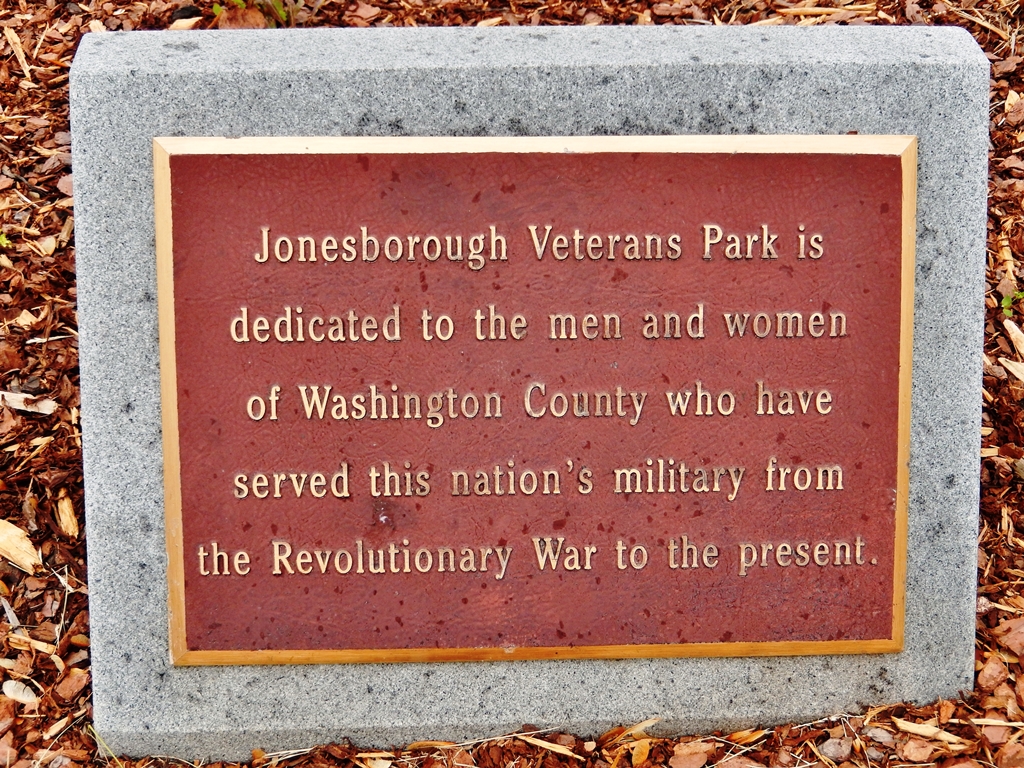 Jonesborough Veterans Park is
dedicated to the men and women
of Washington County who have
served this nation's military from
the Revolutionary War to the present.